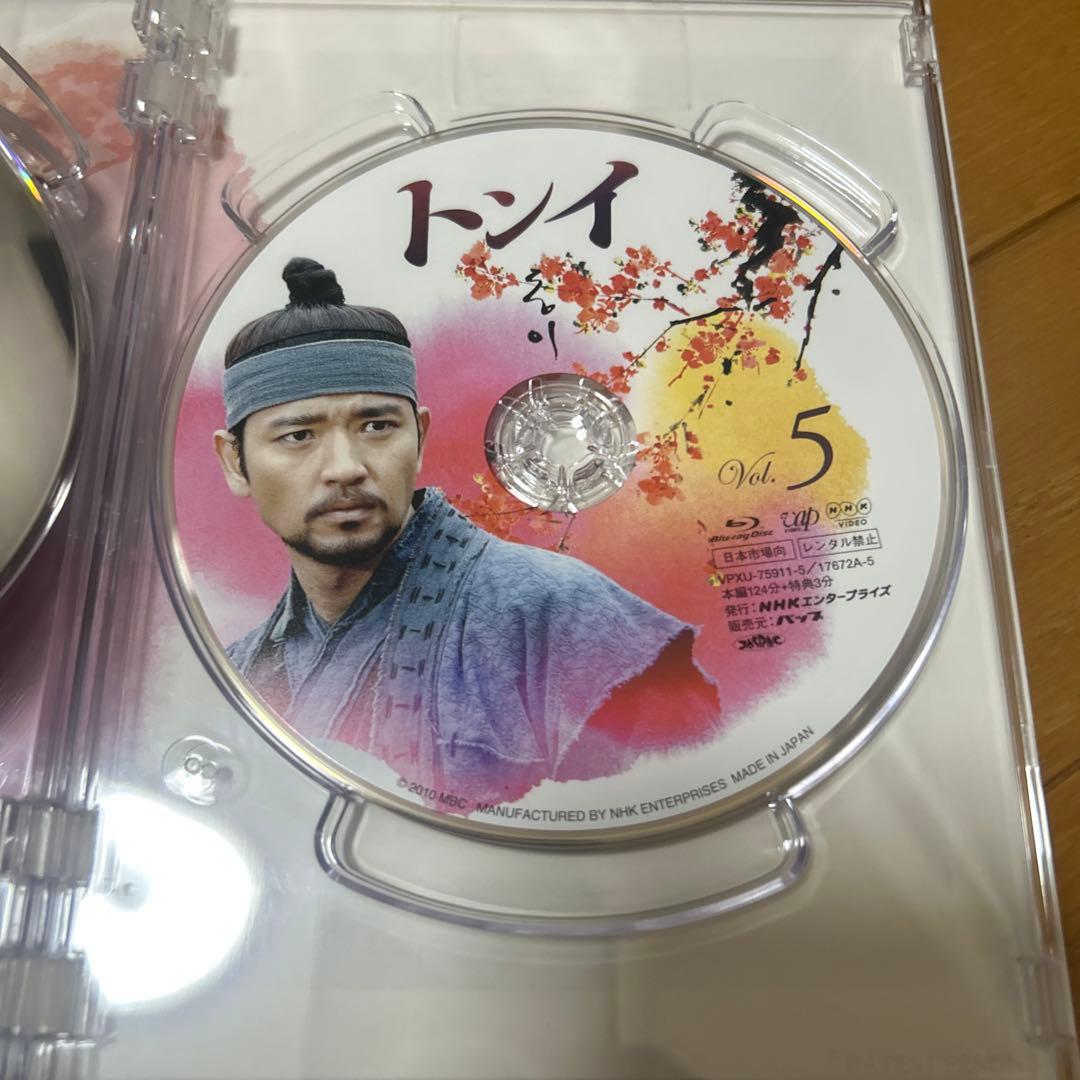 トンイ
동이
Vol. 5
Blu-ray Disc
vap
VIDEO
NHK
VIDEO
日本市場向
レンタル禁止
VPXU-75911-5/17672A-5
本編124分+特典3分
発行:NHKエンタープライズ
販売元:バップ
JASRAC
© 2010 MBC MANUFACTURED BY NHK ENTERPRISES MADE IN JAPAN